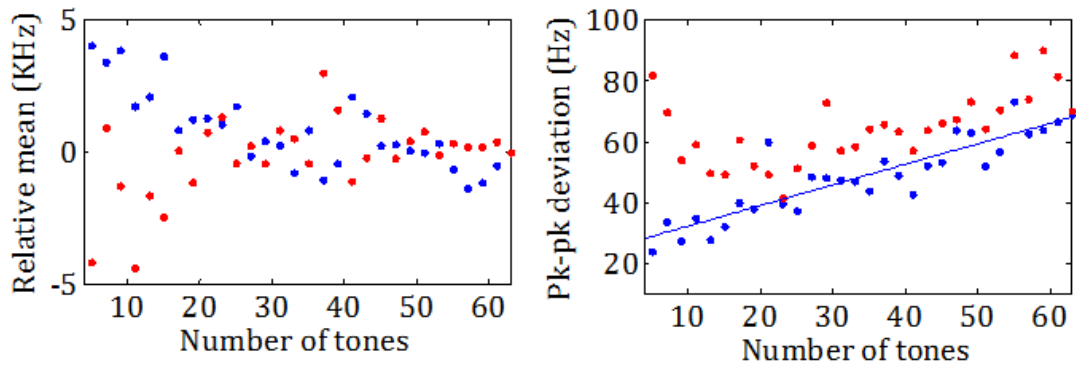 Relative mean (KHz)
5
0
-5
10 20 30 40 50 60
Number of tones
Pk-pk deviation (Hz)
100
80
60
40
20
10 20 30 40 50 60
Number of tones